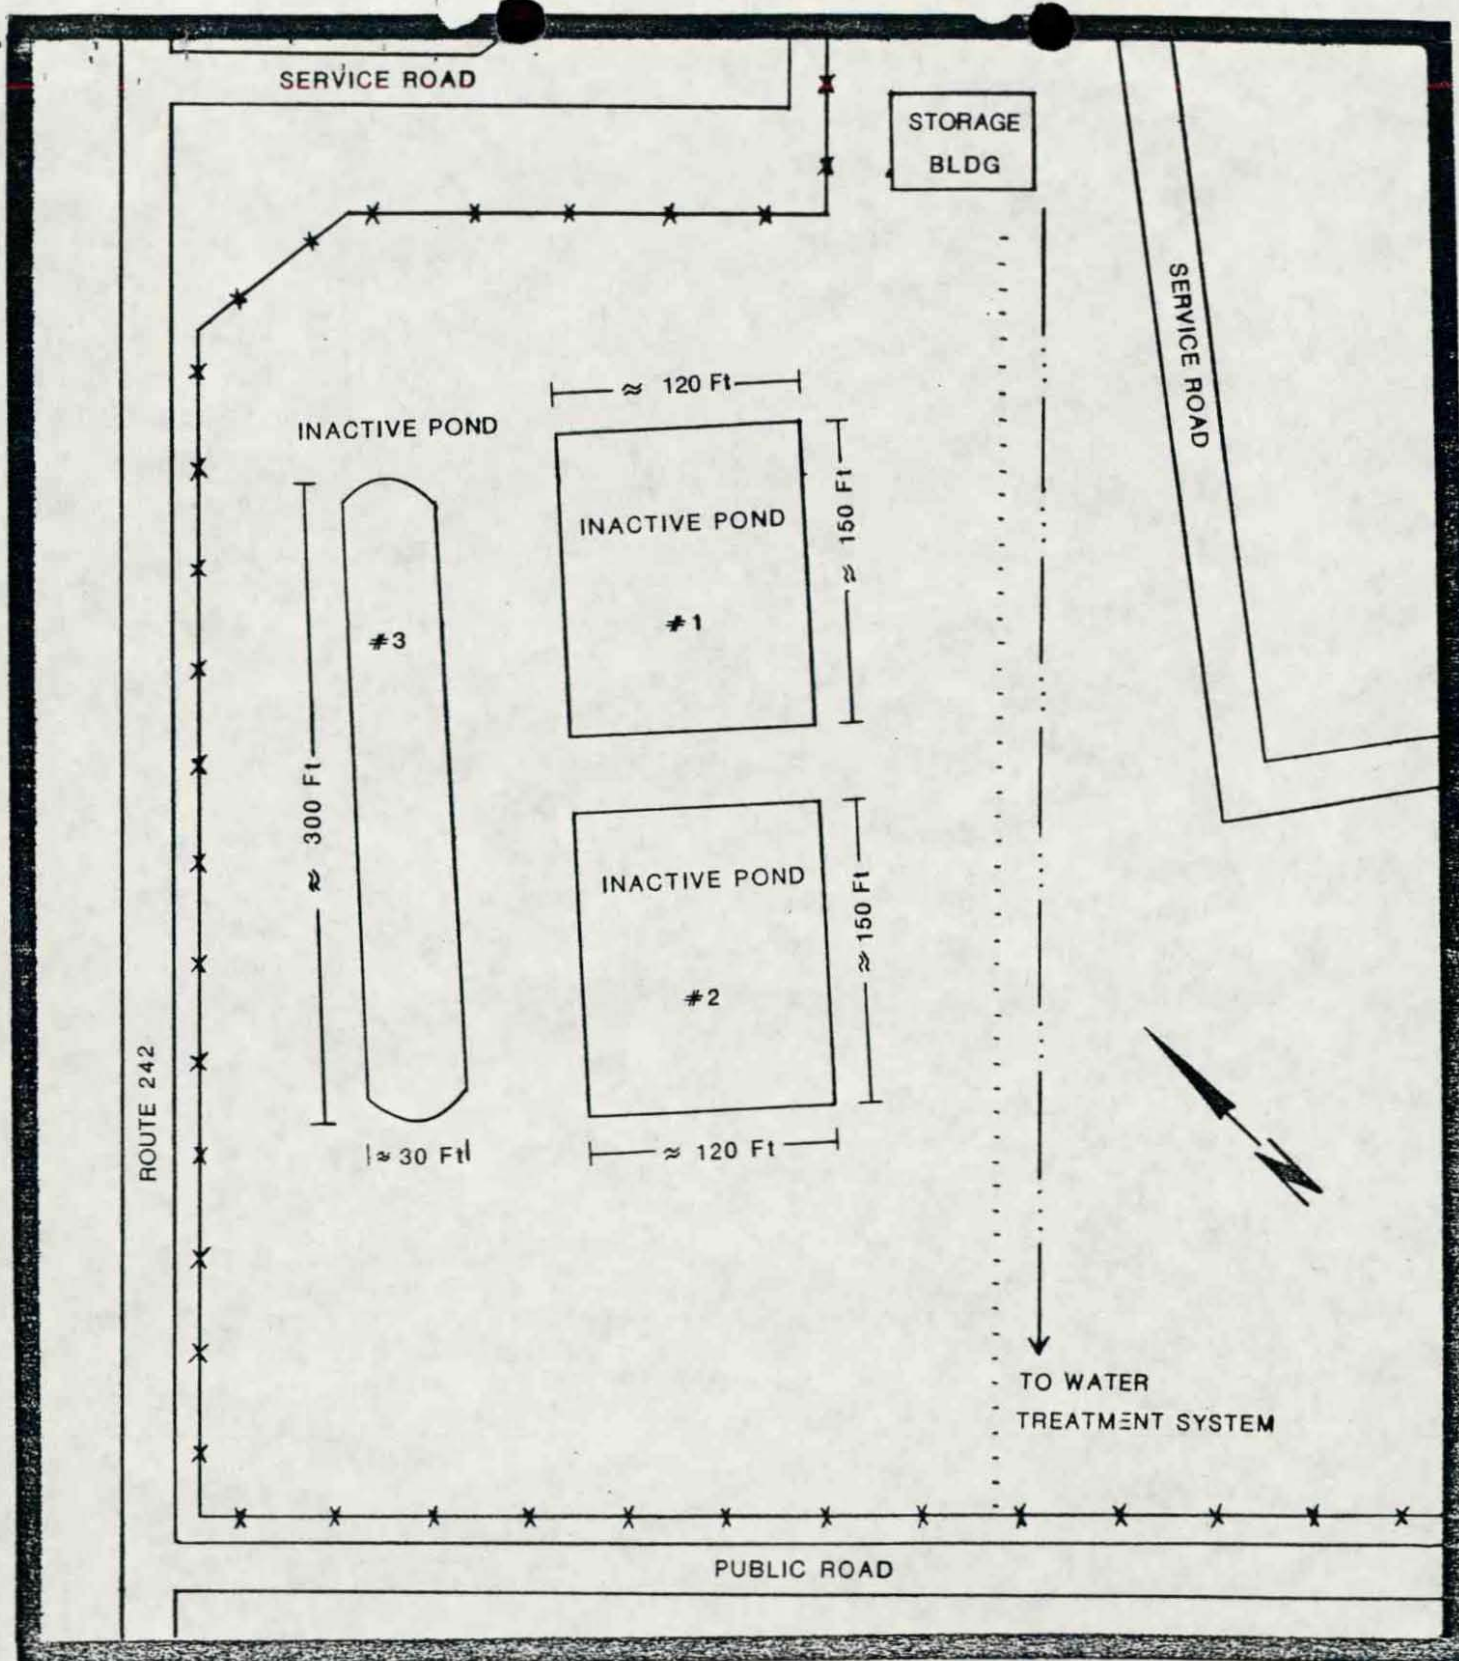 SERVICE ROAD
STORAGE
BLDG
SERVICE ROAD
≈ 120 Ft
INACTIVE POND
INACTIVE POND
#1
≈ 150 Ft
#3
≈ 300 Ft
INACTIVE POND
#2
≈ 150 Ft
≈ 30 Ft
≈ 120 Ft
ROUTE 242
N
TO WATER
TREATMENT SYSTEM
PUBLIC ROAD